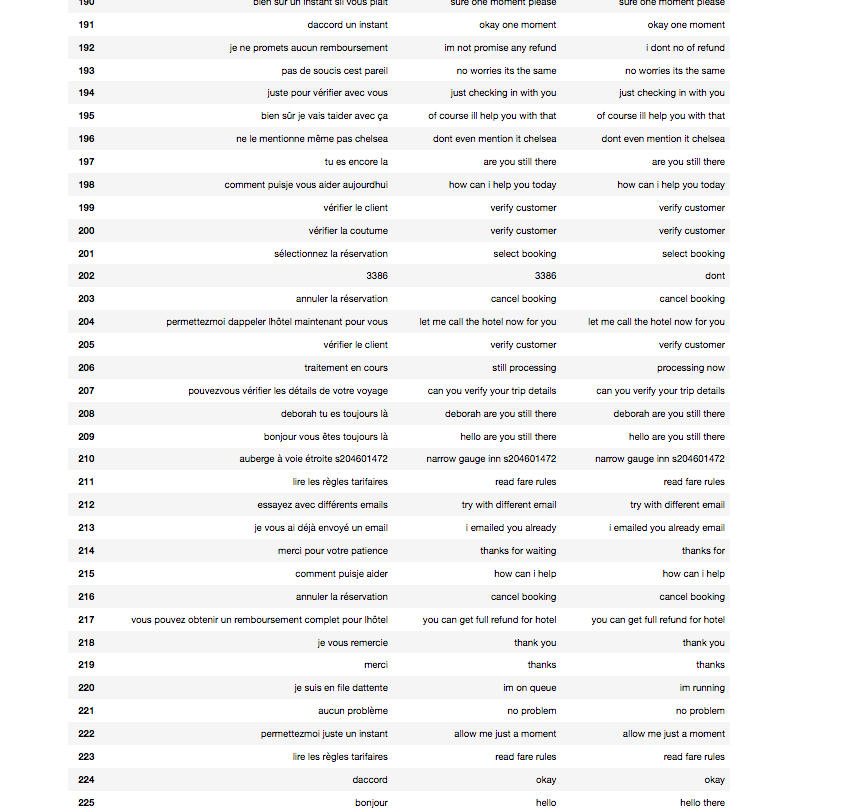 190 bien sûr un instant sil vous plaît sure one moment please sure one moment please
191 daccord un instant okay one moment okay one moment
192 je ne promets aucun remboursement im not promise any refund i dont no of refund
193 pas de soucis cest pareil no worries its the same no worries its the same
194 juste pour vérifier avec vous just checking in with you just checking in with you
195 bien sûr je vais taider avec ça of course ill help you with that of course ill help you with that
196 ne le mentionne même pas chelsea dont even mention it chelsea dont even mention it chelsea
197 tu es encore la are you still there are you still there
198 comment puisje vous aider aujourdhui how can i help you today how can i help you today
199 vérifier le client verify customer verify customer
200 vérifier la coutume verify customer verify customer
201 sélectionnez la réservation select booking select booking
202 3386 3386 dont
203 annuler la réservation cancel booking cancel booking
204 permettezmoi dappeler lhôtel maintenant pour vous let me call the hotel now for you let me call the hotel now for you
205 vérifier le client verify customer verify customer
206 traitement en cours still processing processing now
207 pouvezvous vérifier les détails de votre voyage can you verify your trip details can you verify your trip details
208 deborah tu es toujours là deborah are you still there deborah are you still there
209 bonjour vous êtes toujours là hello are you still there hello are you still there
210 auberge à voie étroite s204601472 narrow gauge inn s204601472 narrow gauge inn s204601472
211 lire les règles tarifaires read fare rules read fare rules
212 essayez avec différents emails try with different email try with different email
213 je vous ai déjà envoyé un email i emailed you already i emailed you already email
214 merci pour votre patience thanks for waiting thanks for
215 comment puisje aider how can i help how can i help
216 annuler la réservation cancel booking cancel booking
217 vous pouvez obtenir un remboursement complet pour lhôtel you can get full refund for hotel you can get full refund for hotel
218 je vous remercie thank you thank you
219 merci thanks thanks
220 je suis en file dattente im on queue im running
221 aucun problème no problem no problem
222 permettezmoi juste un instant allow me just a moment allow me just a moment
223 lire les règles tarifaires read fare rules read fare rules
224 daccord okay okay
225 bonjour hello hello there